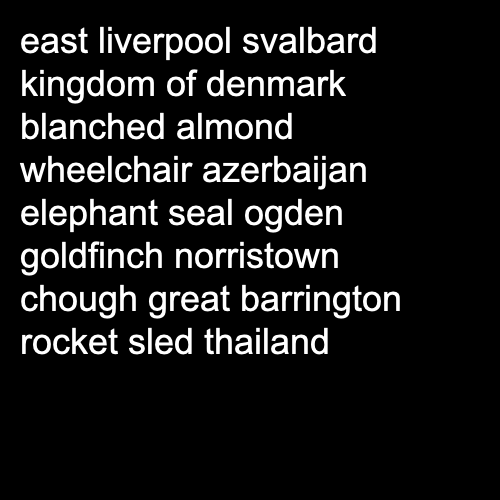 east liverpool svalbard
kingdom of denmark
blanched almond
wheelchair azerbaijan
elephant seal ogden
goldfinch norristown
chough great barrington
rocket sled thailand